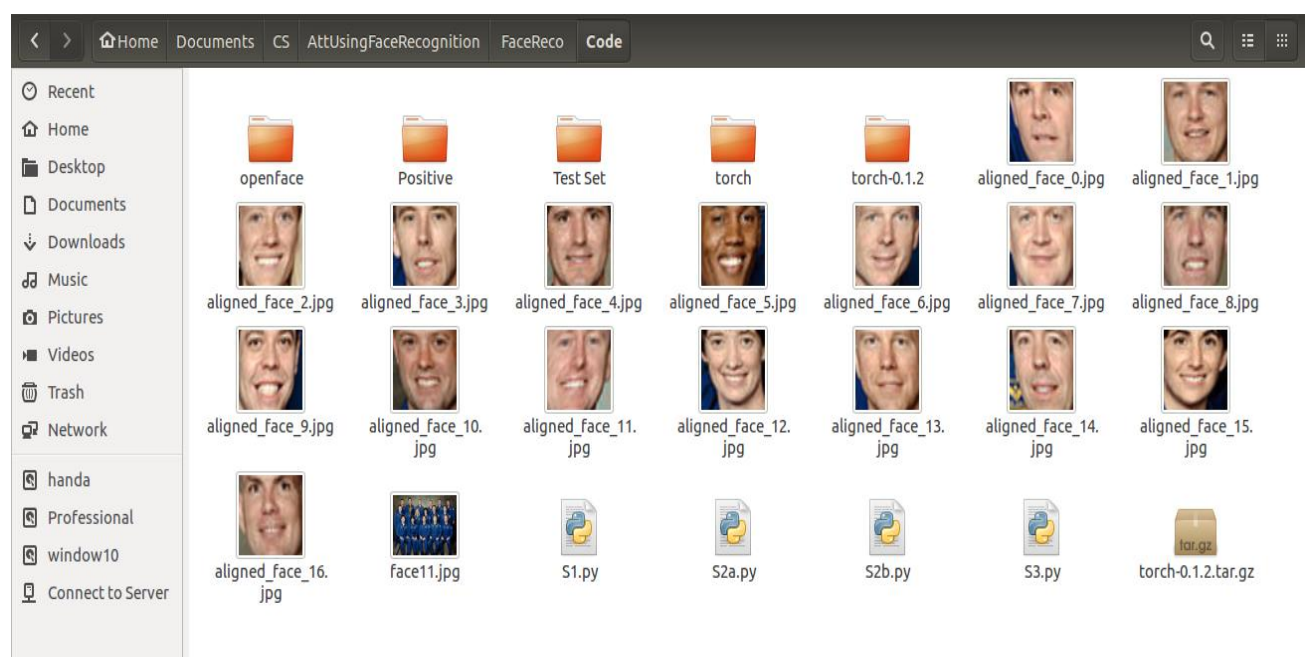 Home Documents CS AttUsingFaceRecognition FaceReco Code
Recent
Home
Desktop
Documents
Downloads
Music
Pictures
Videos
Trash
Network
handa
Professional
window10
Connect to Server
openface Positive Test Set torch torch-0.1.2 aligned_face_0.jpg aligned_face_1.jpg
aligned_face_2.jpg aligned_face_3.jpg aligned_face_4.jpg aligned_face_5.jpg aligned_face_6.jpg aligned_face_7.jpg aligned_face_8.jpg
aligned_face_9.jpg aligned_face_10. aligned_face_11. aligned_face_12. aligned_face_13. aligned_face_14. aligned_face_15.
jpg jpg jpg jpg jpg jpg
tar.gz
aligned_face_16. face11.jpg S1.py S2a.py S2b.py S3.py torch-0.1.2.tar.gz
jpg